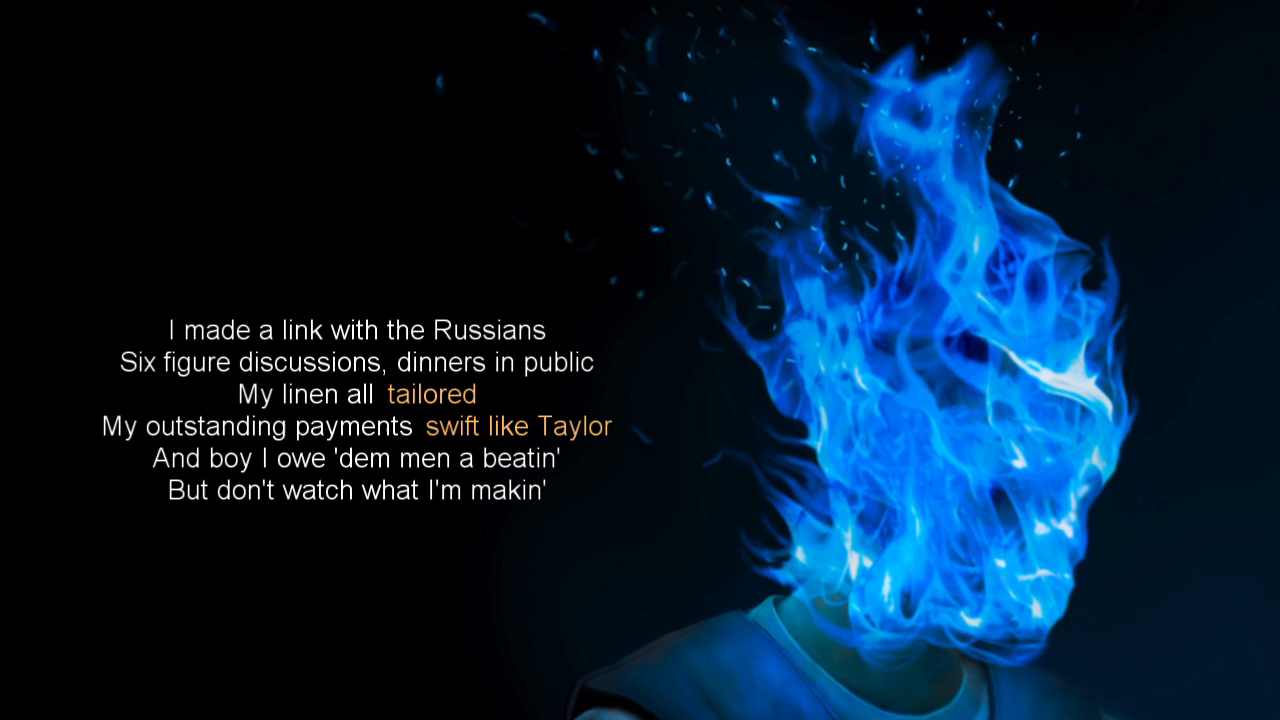 I made a link with the Russians
Six figure discussions, dinners in public
My linen all tailored
My outstanding payments swift like Taylor
And boy I owe 'dem men a beatin'
But don't watch what I'm makin'